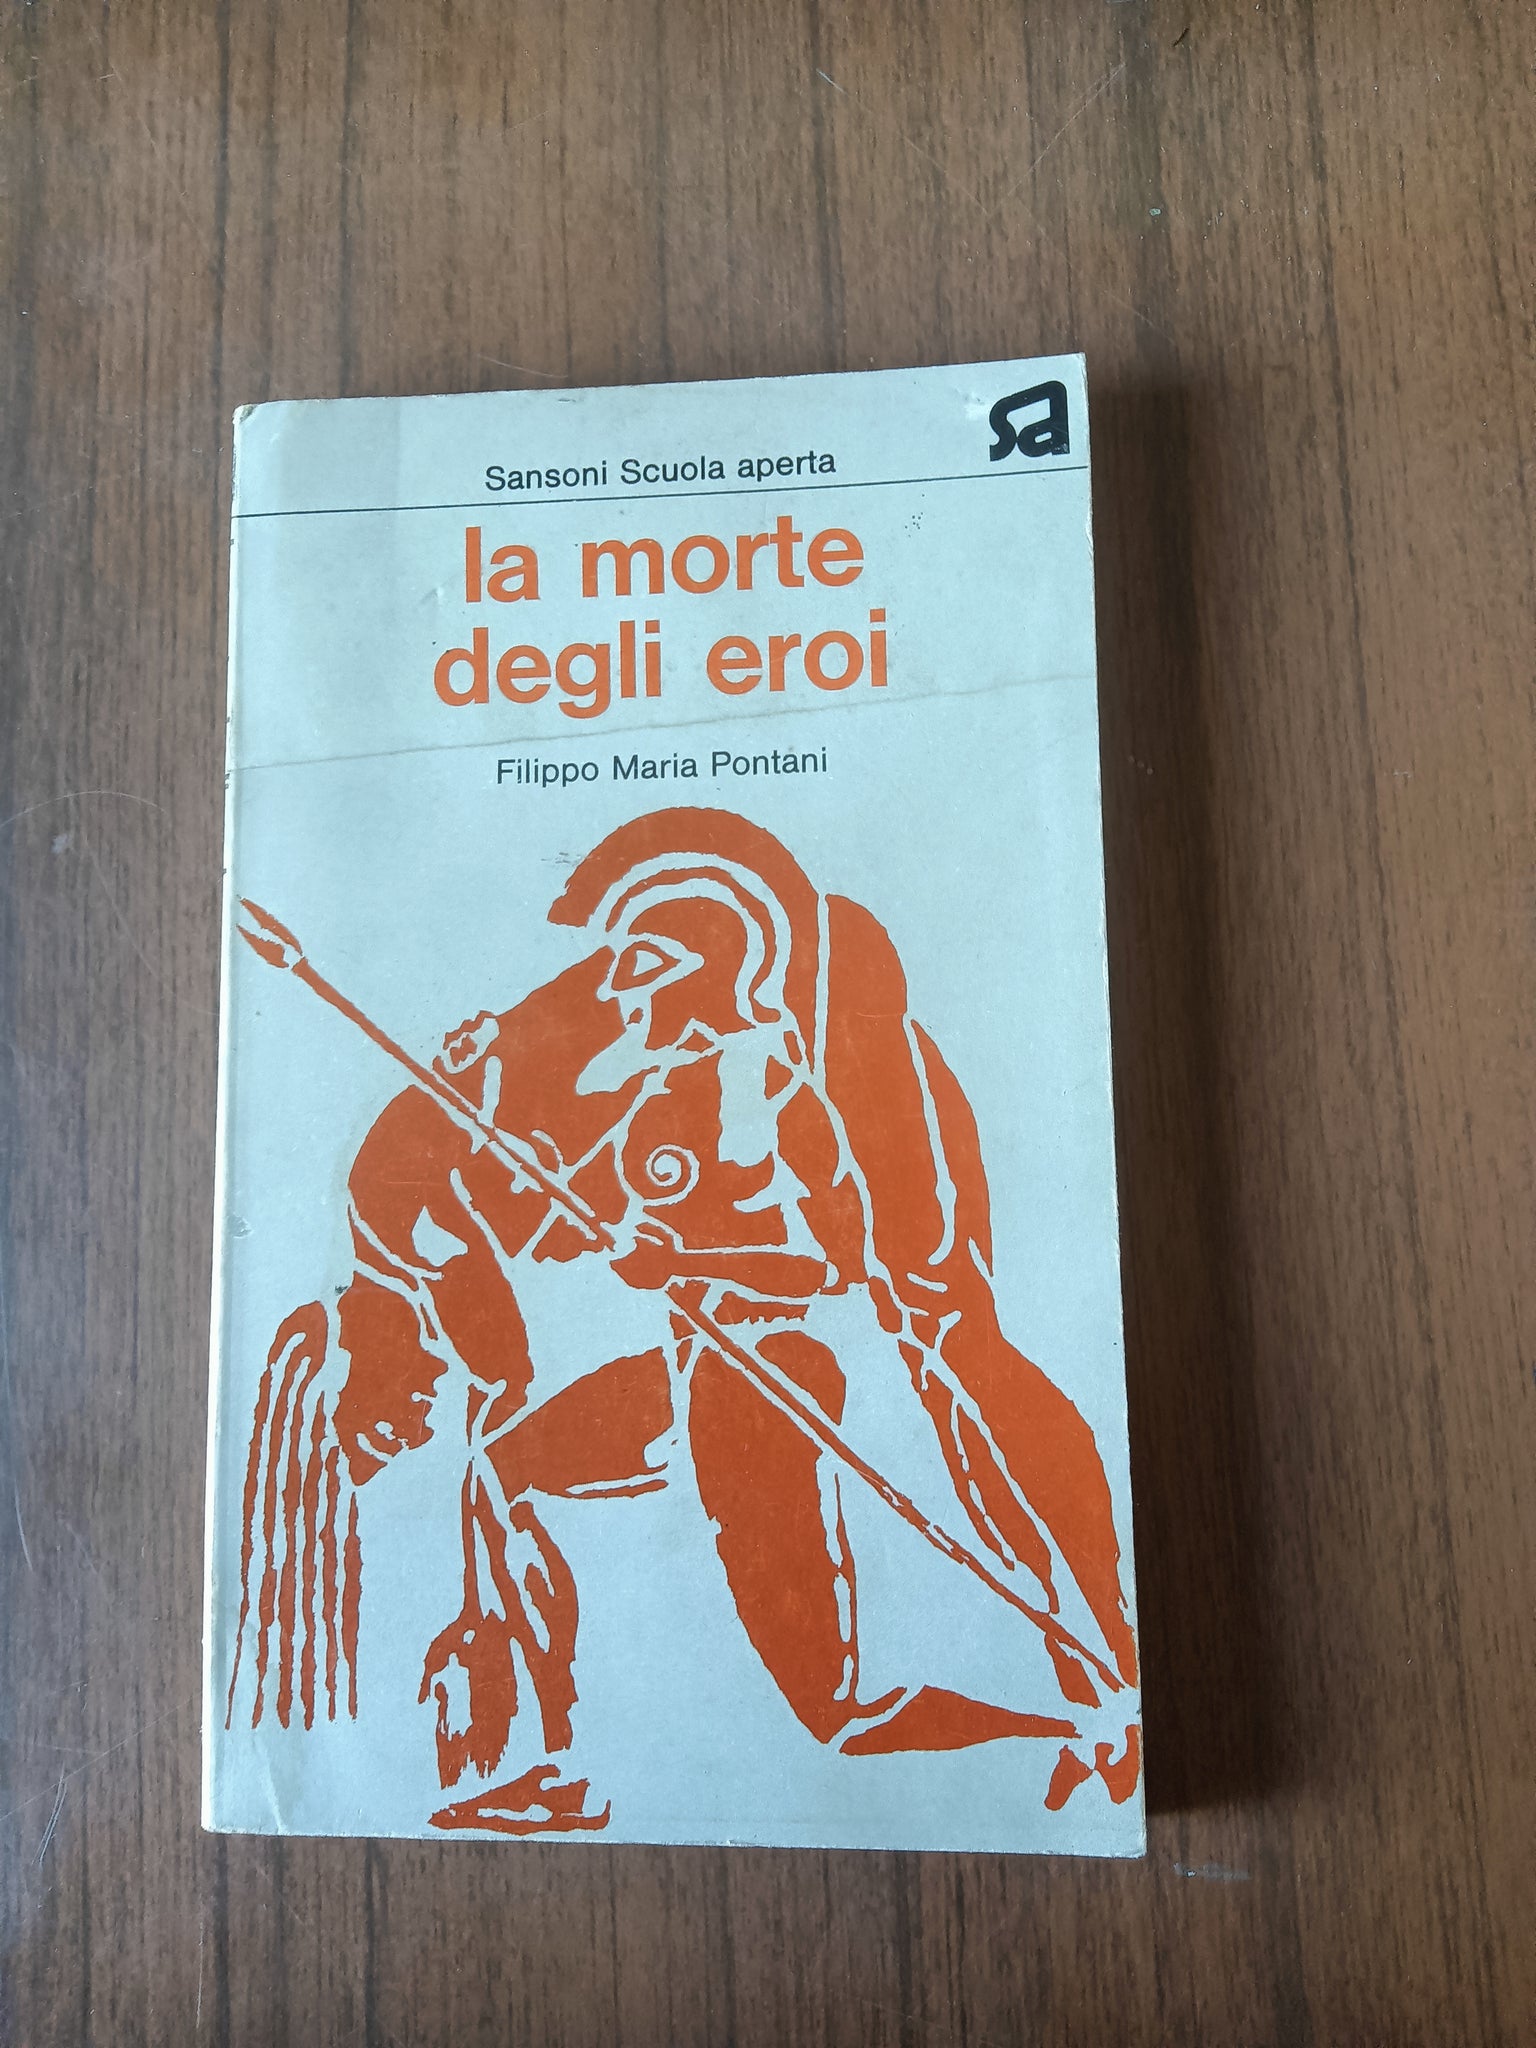 sa
Sansoni Scuola aperta
la morte
degli eroi
Filippo Maria Pontani